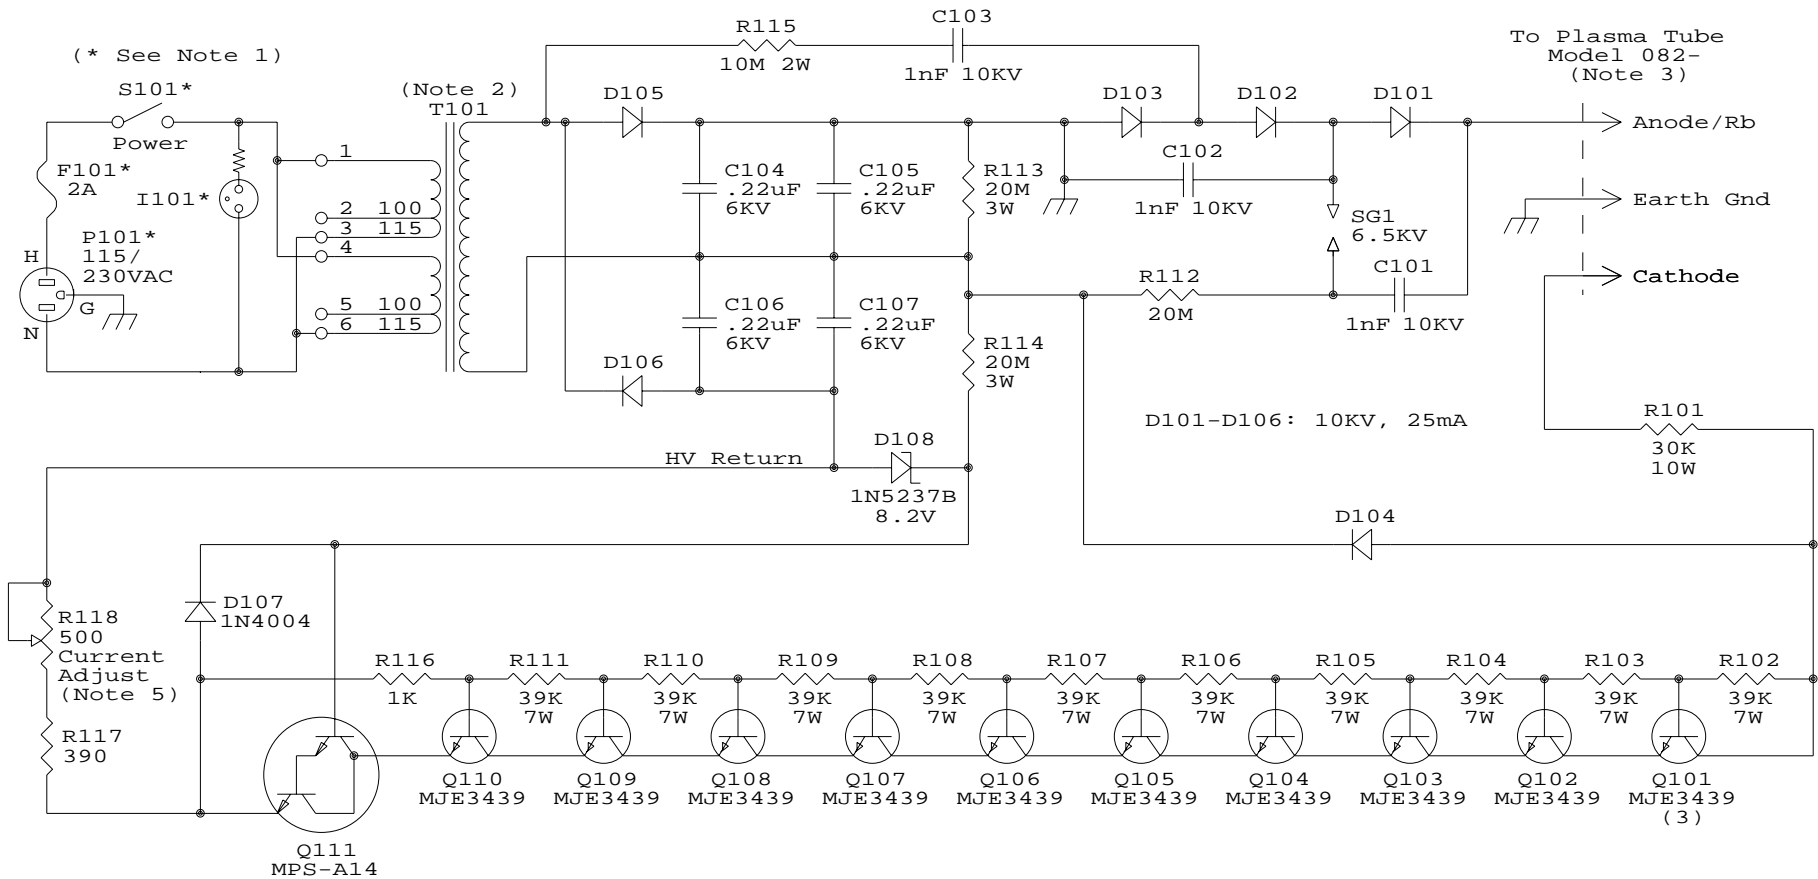 (* See Note 1)
S101*
Power
F101*
2A
I101*
P101*
115/
230VAC
H
G
N
1
2 100
3 115
4
5 100
6 115
(Note 2)
T101
R115
10M 2W
C103
1nF 10KV
D105
D103
D102
D101
To Plasma Tube
Model 082-
(Note 3)
Anode/Rb
Earth Gnd
Cathode
C104
.22uF
6KV
C105
.22uF
6KV
R113
20M
3W
C102
1nF 10KV
SG1
6.5KV
C101
1nF 10KV
R112
20M
C106
.22uF
6KV
C107
.22uF
6KV
R114
20M
3W
D106
D101-D106: 10KV, 25mA
R101
30K
10W
HV Return
D108
1N5237B
8.2V
D104
R118
500
Current
Adjust
(Note 5)
D107
1N4004
R117
390
R116
1K
R111
39K
7W
R110
39K
7W
R109
39K
7W
R108
39K
7W
R107
39K
7W
R106
39K
7W
R105
39K
7W
R104
39K
7W
R103
39K
7W
R102
39K
7W
Q110
MJE3439
Q109
MJE3439
Q108
MJE3439
Q107
MJE3439
Q106
MJE3439
Q105
MJE3439
Q104
MJE3439
Q103
MJE3439
Q102
MJE3439
Q101
MJE3439
(3)
Q111
MPS-A14